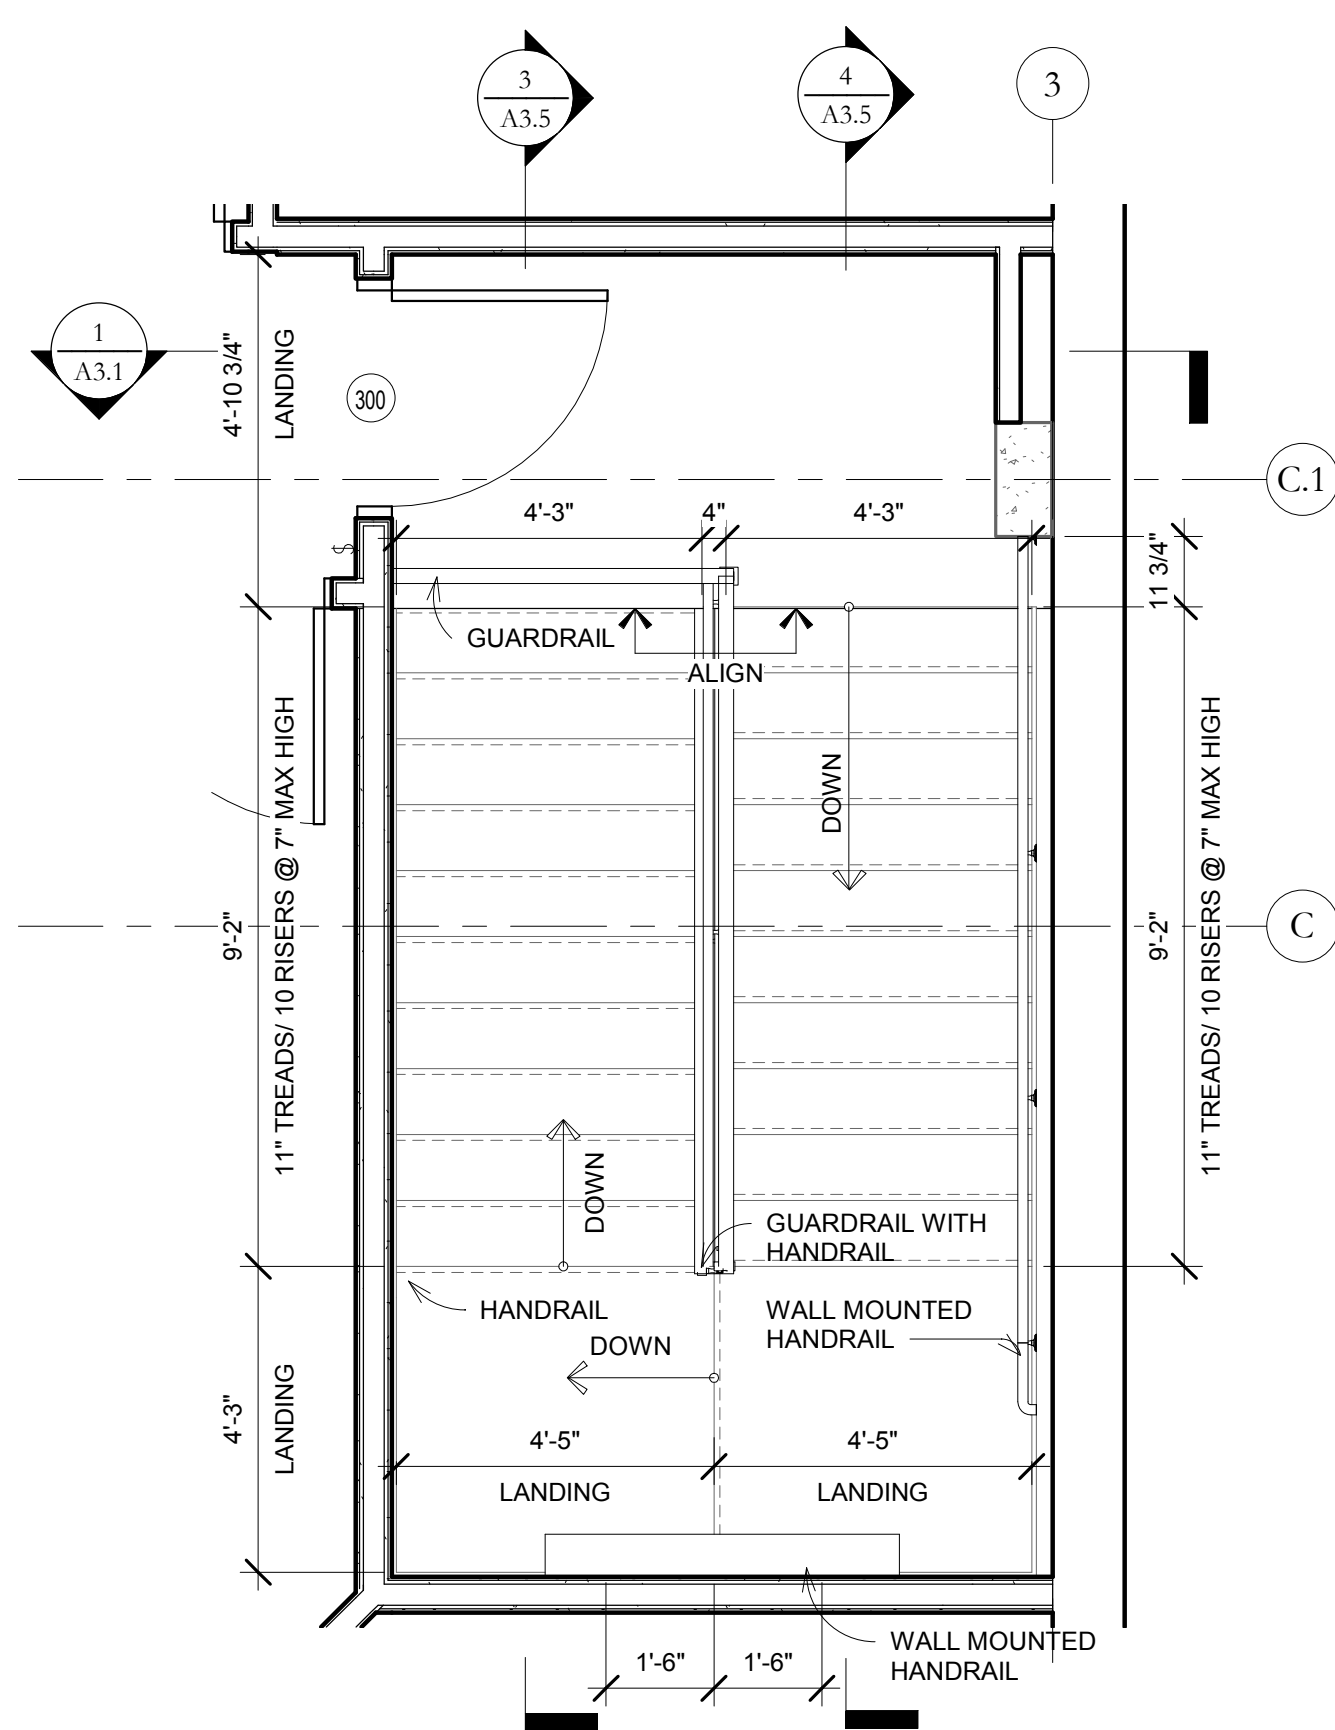 3
A3.5
4
A3.5
3
1
A3.1
4'-10 3/4"
LANDING
300
C.1
4'-3"
4"
4'-3"
11 3/4"
$
GUARDRAIL
ALIGN
11" TREADS/ 10 RISERS @ 7" MAX HIGH
9'-2"
DOWN
11" TREADS/ 10 RISERS @ 7" MAX HIGH
9'-2"
C
DOWN
GUARDRAIL WITH
HANDRAIL
HANDRAIL
WALL MOUNTED
HANDRAIL
DOWN
4'-3"
LANDING
4'-5"
4'-5"
LANDING
LANDING
WALL MOUNTED
HANDRAIL
1'-6"
1'-6"